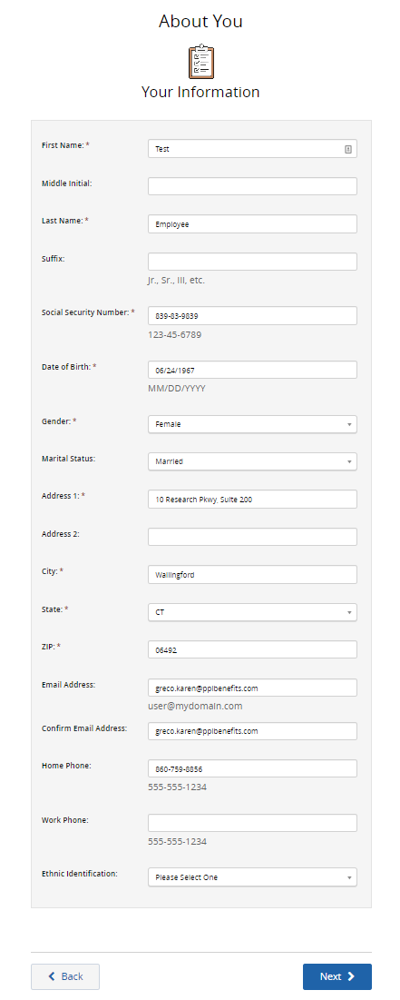 About You
Your Information
First Name: *
Test
Middle Initial:
Last Name: *
Employee
Suffix:
Jr., Sr., III, etc.
Social Security Number: *
839-83-9839
123-45-6789
Date of Birth: *
06/24/1967
MM/DD/YYYY
Gender: *
Female
Marital Status:
Married
Address 1: *
10 Research Pkwy, Suite 200
Address 2:
City: *
Wallingford
State: *
CT
ZIP: *
06492
Email Address:
greco.karen@ppibenefits.com
user@mydomain.com
Confirm Email Address:
greco.karen@ppibenefits.com
Home Phone:
860-759-8856
555-555-1234
Work Phone:
555-555-1234
Ethnic Identification:
Please Select One
Back
Next